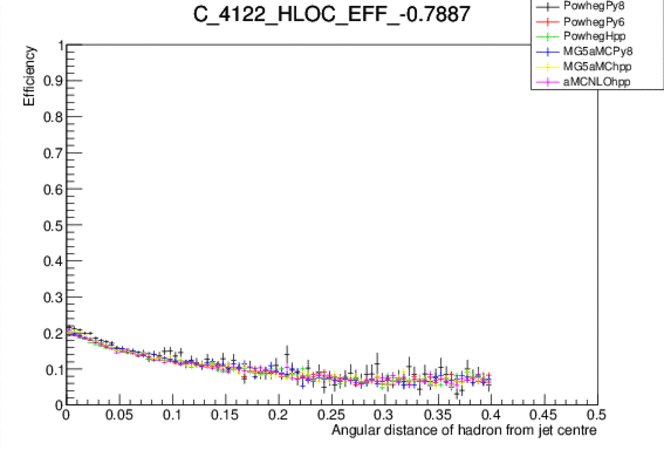 C_4122_HLOC_EFF_-0.7887
PowhegPy8
PowhegPy6
PowhegHpp
MG5aMCPy8
MG5aMChpp
aMCNLOhpp
Efficiency
1
0.9
0.8
0.7
0.6
0.5
0.4
0.3
0.2
0.1
0
0 0.05 0.1 0.15 0.2 0.25 0.3 0.35 0.4 0.45 0.5
Angular distance of hadron from jet centre